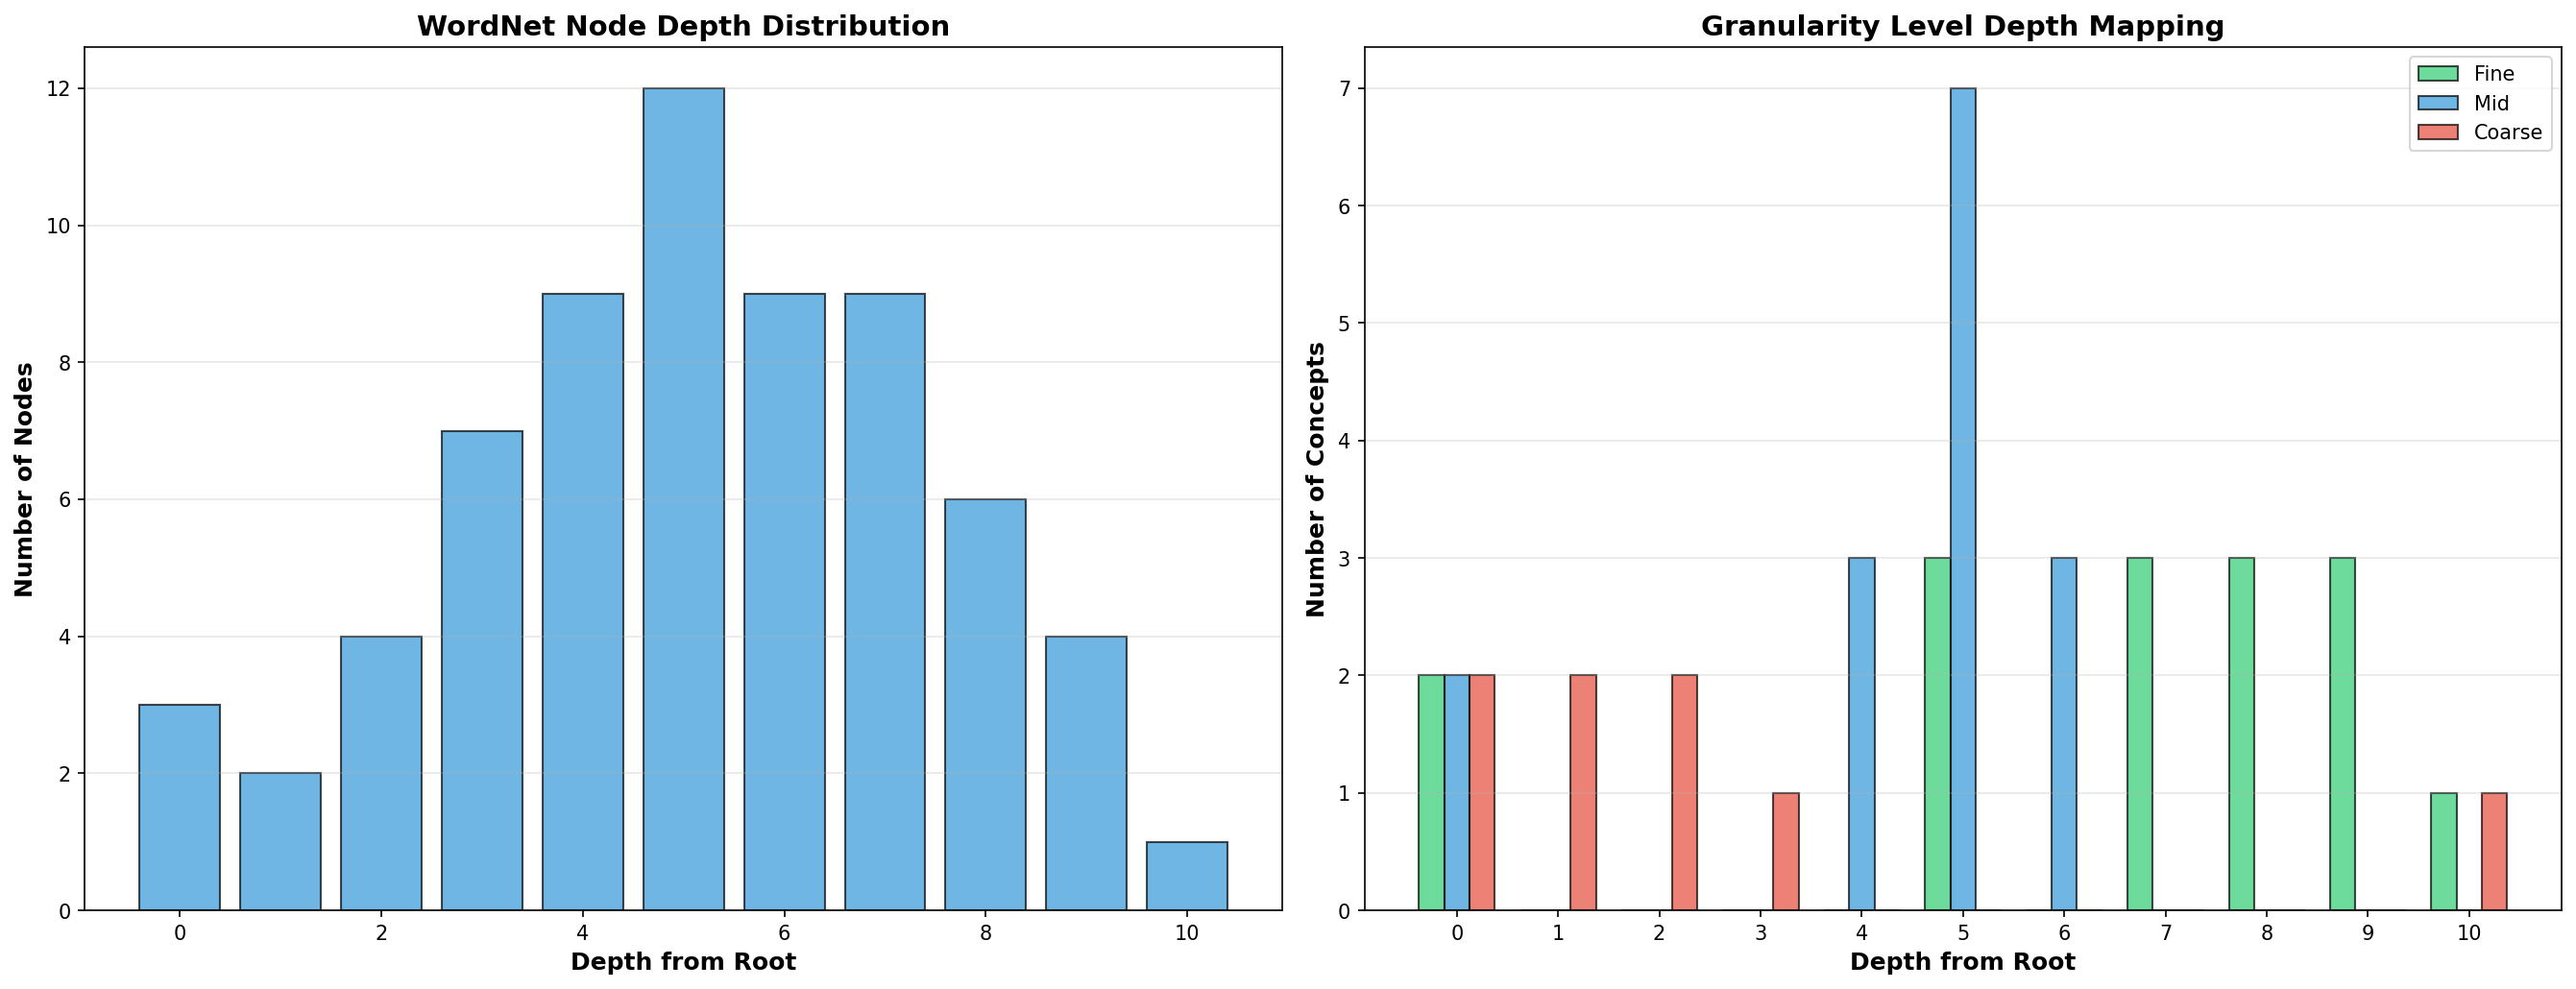 WordNet Node Depth Distribution
Number of Nodes
12
10
8
6
4
2
0
0 2 4 6 8 10
Depth from Root
Granularity Level Depth Mapping
Fine
Mid
Coarse
Number of Concepts
7
6
5
4
3
2
1
0
0 1 2 3 4 5 6 7 8 9 10
Depth from Root